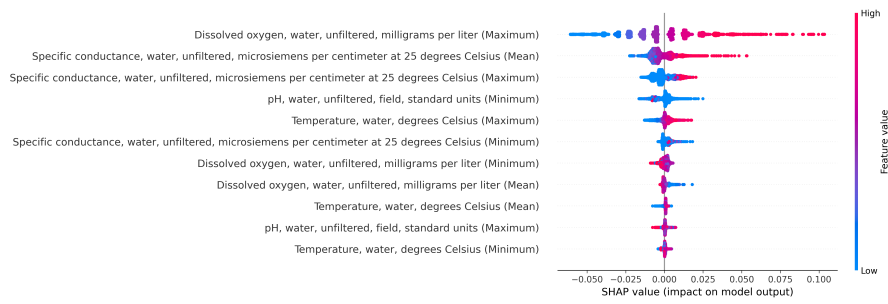 High
Dissolved oxygen, water, unfiltered, milligrams per liter (Maximum)
Specific conductance, water, unfiltered, microsiemens per centimeter at 25 degrees Celsius (Mean)
Specific conductance, water, unfiltered, microsiemens per centimeter at 25 degrees Celsius (Maximum)
pH, water, unfiltered, field, standard units (Minimum)
Temperature, water, degrees Celsius (Maximum)
Specific conductance, water, unfiltered, microsiemens per centimeter at 25 degrees Celsius (Minimum)
Dissolved oxygen, water, unfiltered, milligrams per liter (Minimum)
Dissolved oxygen, water, unfiltered, milligrams per liter (Mean)
Temperature, water, degrees Celsius (Mean)
pH, water, unfiltered, field, standard units (Maximum)
Temperature, water, degrees Celsius (Minimum)
Feature value
Low
−0.050 −0.025 0.000 0.025 0.050 0.075 0.100
SHAP value (impact on model output)